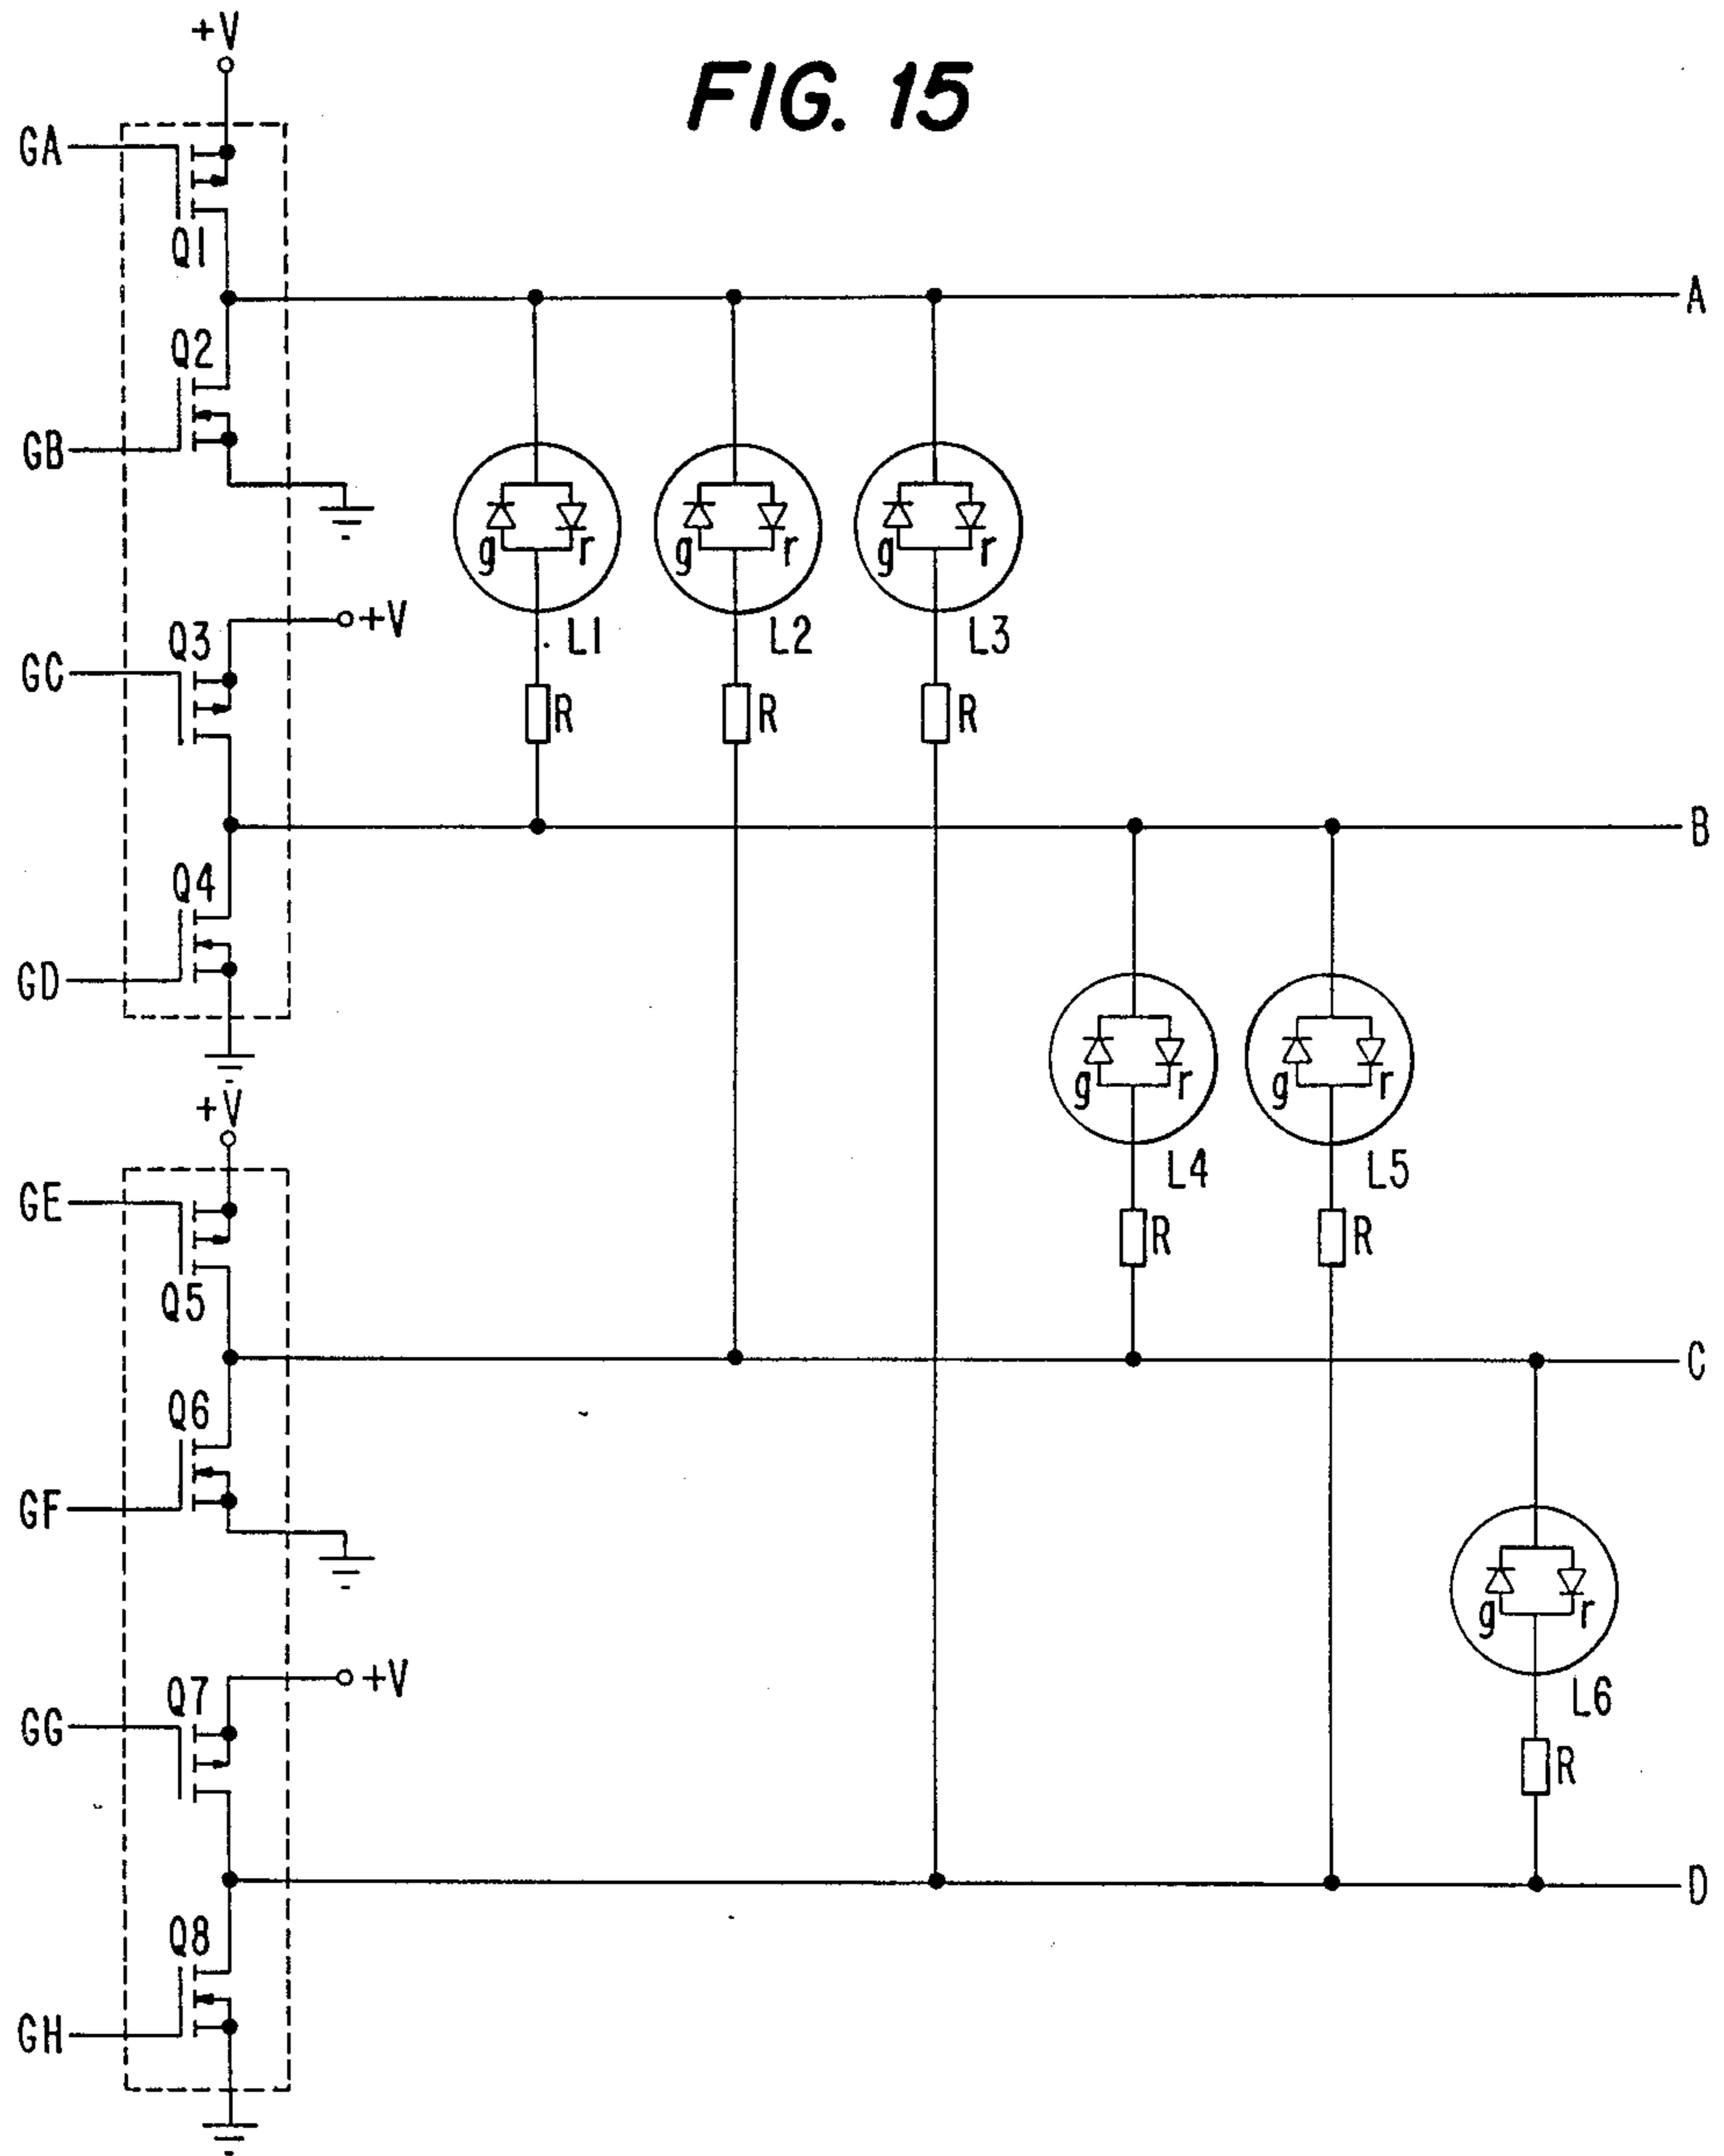 FIG. 15
+V
GA
Q1
A
Q2
GB
g r g r g r
L1 L2 L3
+V
Q3
GC
R R R
B
Q4
GD
g r g r
+V
L4 L5
GE
R R
Q5
C
Q6
GF
g r
+V
Q7
L6
GG
R
D
Q8
GH